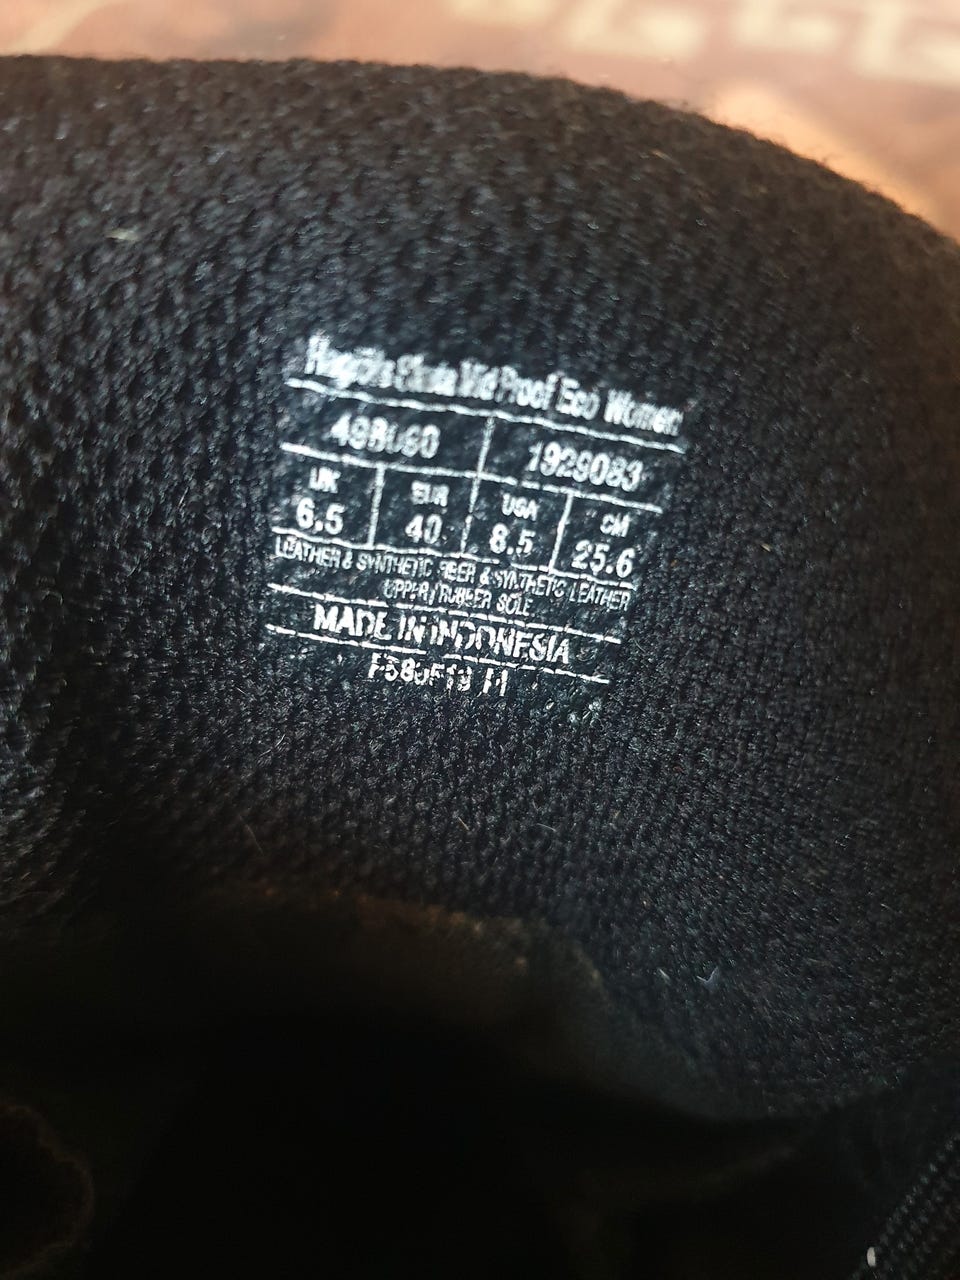 Mid Proof Eco Women
1929083
UK EUR USA CM
6.5 40 8.5 25.6
LEATHER & SYNTHETIC FIBER & SYNTHETIC LEATHER
UPPER / RUBBER SOLE
MADE IN INDONESIA